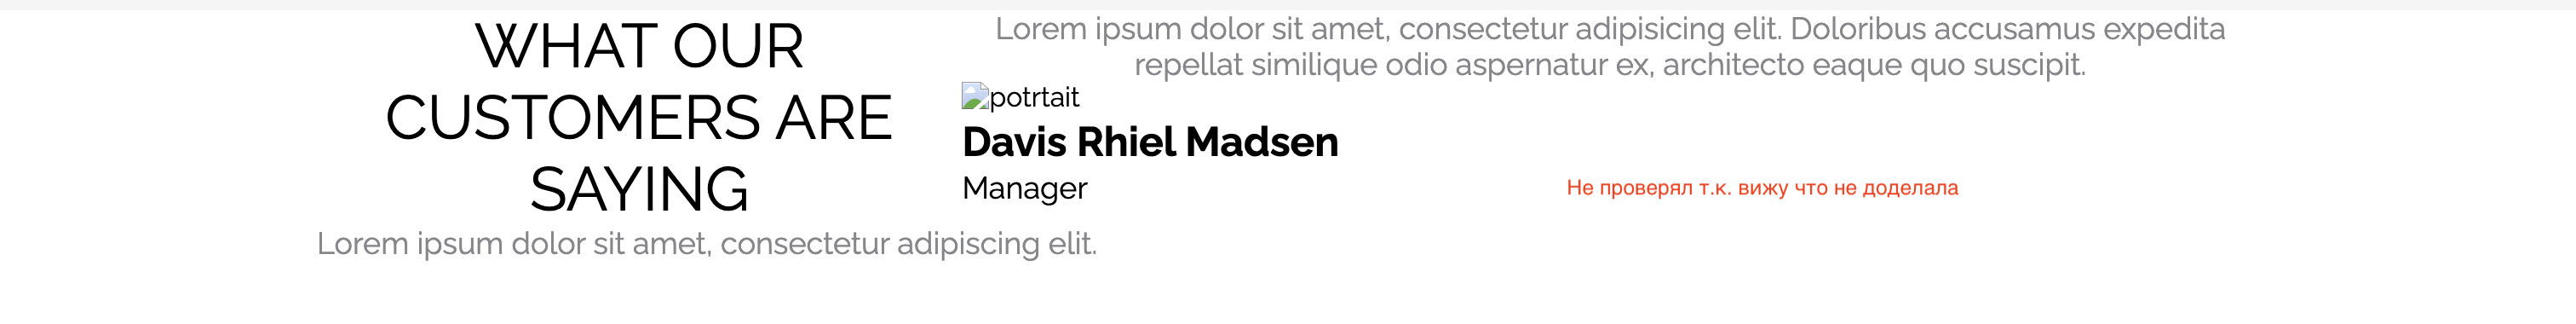 WHAT OUR
CUSTOMERS ARE
SAYING
Lorem ipsum dolor sit amet, consectetur adipiscing elit.
Lorem ipsum dolor sit amet, consectetur adipisicing elit. Doloribus accusamus expedita
repellat similique odio aspernatur ex, architecto eaque quo suscipit.
potrtait
Davis Rhiel Madsen
Manager
Не проверял т.к. вижу что не доделала